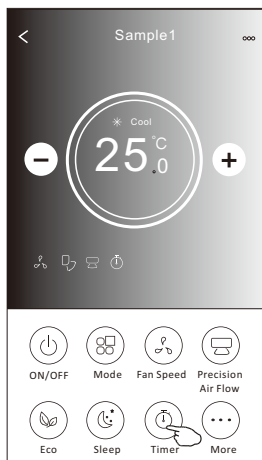 Sample1
Cool
25.0°C
ON/OFF
Mode
Fan Speed
Precision
Air Flow
Eco
Sleep
Timer
More